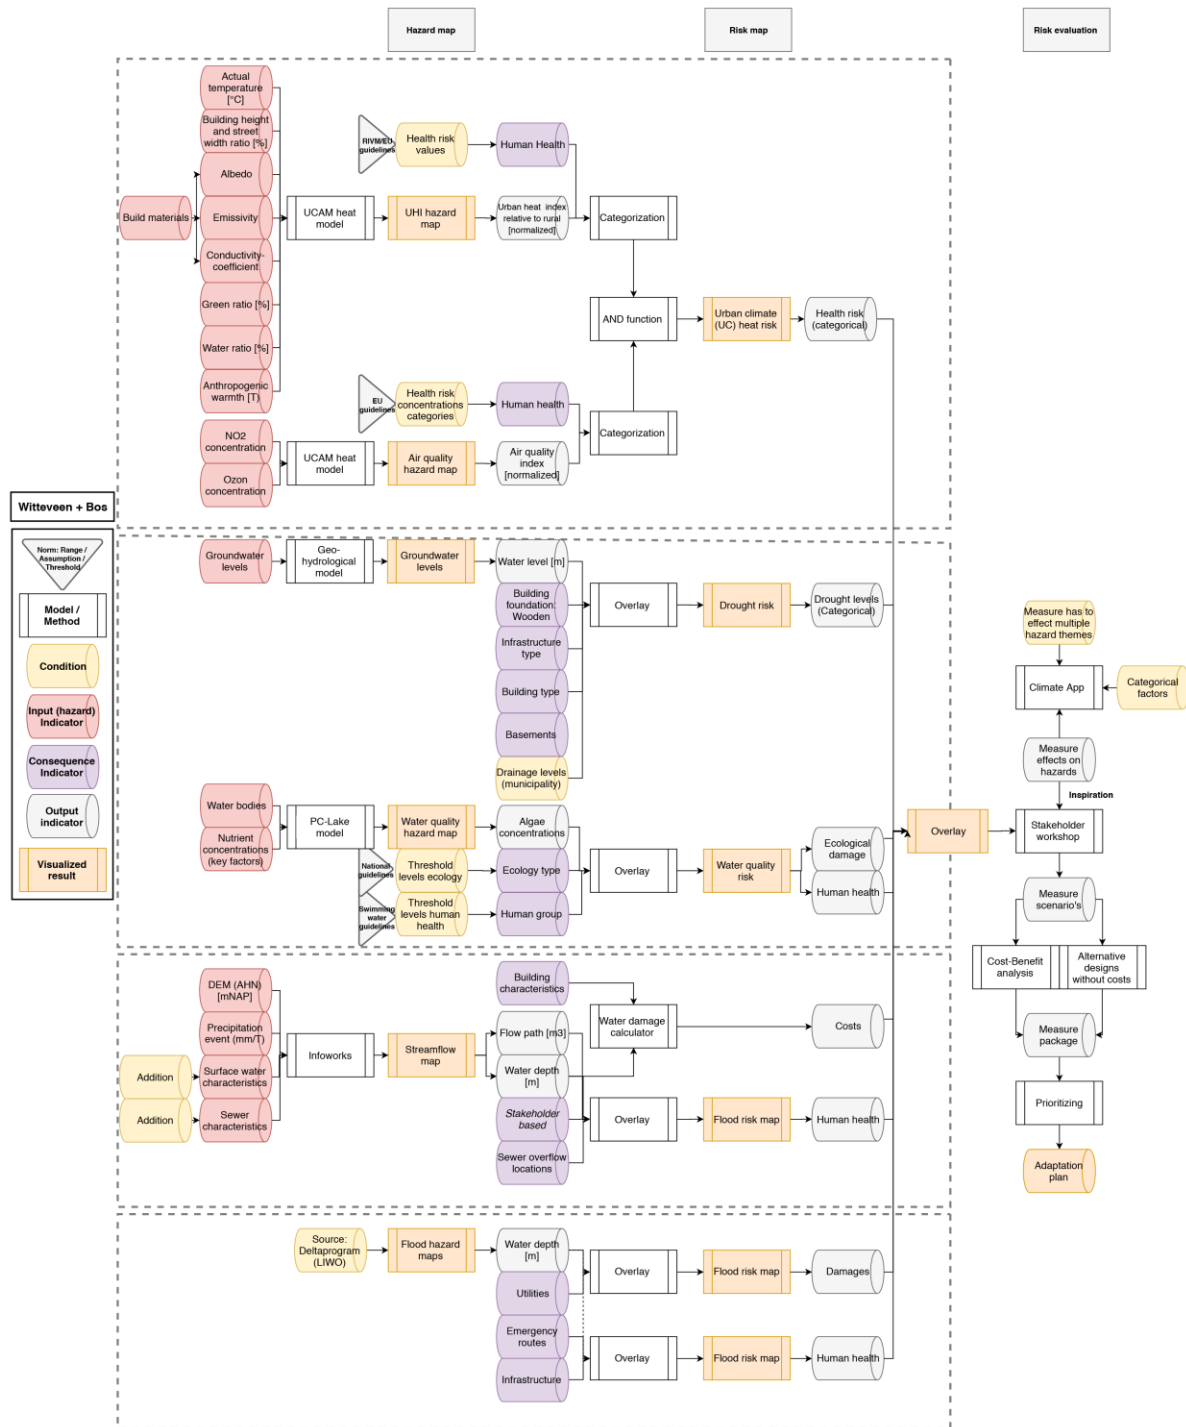 Hazard map
Risk map
Risk evaluation
Actual
temperature
[°C]
Building height
and street
width ratio [%]
Albedo
Build materials
Emissivity
Conductivity-
coefficient
Green ratio [%]
Water ratio [%]
Anthropogenic
warmth [T)
UCAM heat
model
RIVM/EU
guidelines
Health risk
values
Human Health
UHI hazard
map
Urban heat index
relative to rural
[normalized]
Categorization
AND function
Urban climate
(UC) heat risk
Health risk
(categorical)
EU
guidelines
Health risk
concentrations
categories
Human health
Categorization
NO2
concentration
Ozon
concentration
UCAM heat
model
Air quality
hazard map
Air quality
index
[normalized]
Witteveen + Bos
Norm: Range /
Assumption /
Threshold
Model /
Method
Condition
Input (hazard)
Indicator
Consequence
Indicator
Output
indicator
Visualized
result
Groundwater
levels
Geo-
hydrological
model
Groundwater
levels
Water level [m]
Building
foundation:
Wooden
Infrastructure
type
Building type
Basements
Drainage levels
(municipality)
Overlay
Drought risk
Drought levels
(Categorical)
Water bodies
Nutrient
concentrations
(key factors)
PC-Lake
model
Water quality
hazard map
Algae
concentrations
National
guidelines
Threshold
levels ecology
Ecology type
Swimming
water
guidelines
Threshold
levels human
health
Human group
Overlay
Water quality
risk
Ecological
damage
Human health
Overlay
Measure has to
effect multiple
hazard themes
Climate App
Categorical
factors
Measure
effects on
hazards
Inspiration
Stakeholder
workshop
Measure
scenario's
Cost-Benefit
analysis
Alternative
designs
without costs
Measure
package
Prioritizing
Adaptation
plan
DEM (AHN)
[mNAP]
Precipitation
event (mm/T)
Addition
Surface water
characteristics
Addition
Sewer
characteristics
Infoworks
Streamflow
map
Building
characteristics
Flow path [m3]
Water depth
[m]
Stakeholder
based
Sewer overflow
locations
Water damage
calculator
Costs
Overlay
Flood risk map
Human health
Source:
Deltaprogram
(LIWO)
Flood hazard
maps
Water depth
[m]
Utilities
Emergency
routes
Infrastructure
Overlay
Flood risk map
Damages
Overlay
Flood risk map
Human health